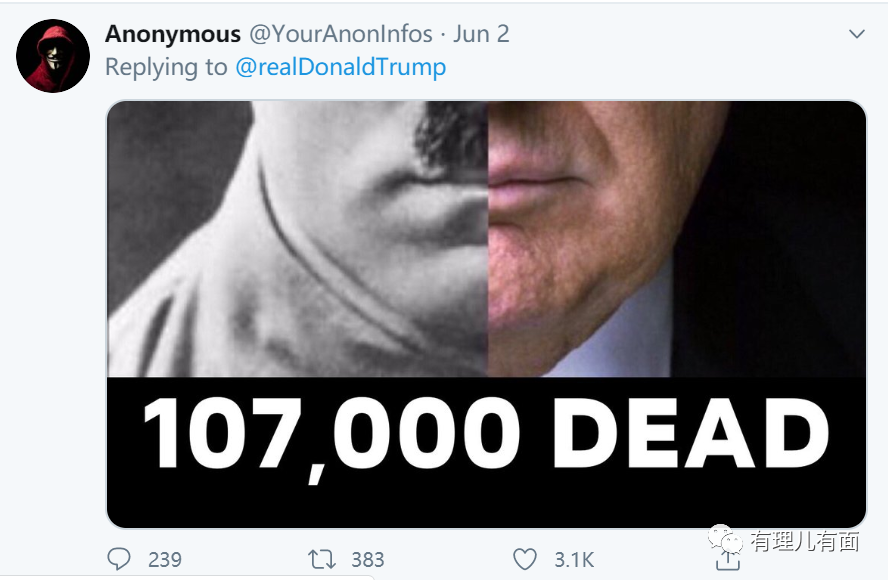 Anonymous @YourAnonInfos · Jun 2
Replying to @realDonaldTrump
107,000 DEAD
239 383 3.1K
有理儿有面